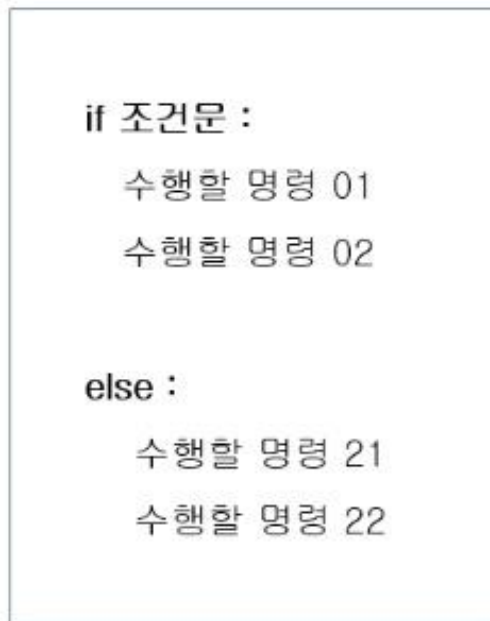 if 조건문 :
수행할 명령 01
수행할 명령 02
else :
수행할 명령 21
수행할 명령 22